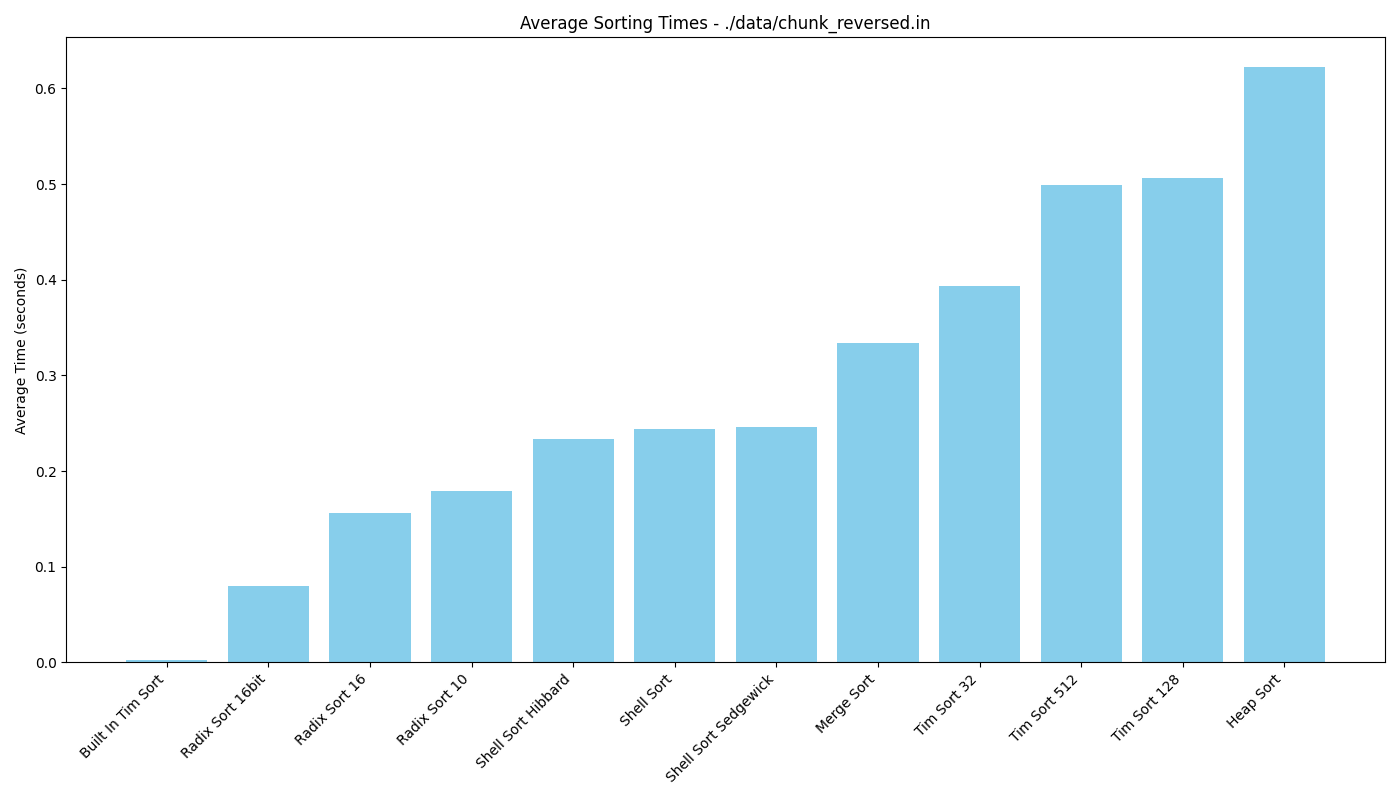 Average Sorting Times - ./data/chunk_reversed.in
Average Time (seconds)
0.6
0.5
0.4
0.3
0.2
0.1
0.0
Built In Tim Sort
Radix Sort 16bit
Radix Sort 16
Radix Sort 10
Shell Sort Hibbard
Shell Sort
Shell Sort Sedgewick
Merge Sort
Tim Sort 32
Tim Sort 512
Tim Sort 128
Heap Sort